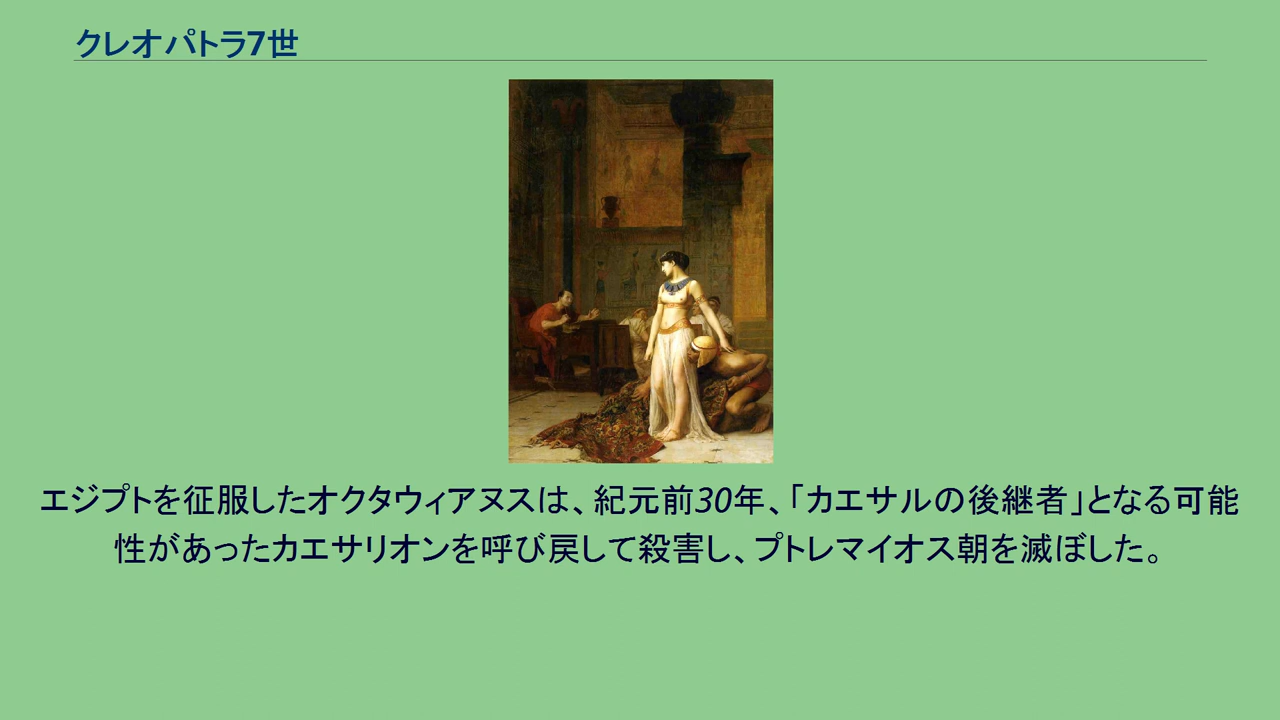 クレオパトラ7世
エジプトを征服したオクタウィアヌスは、紀元前30年、「カエサルの後継者」となる可能
性があったカエサリオンを呼び戻して殺害し、プトレマイオス朝を滅ぼした。